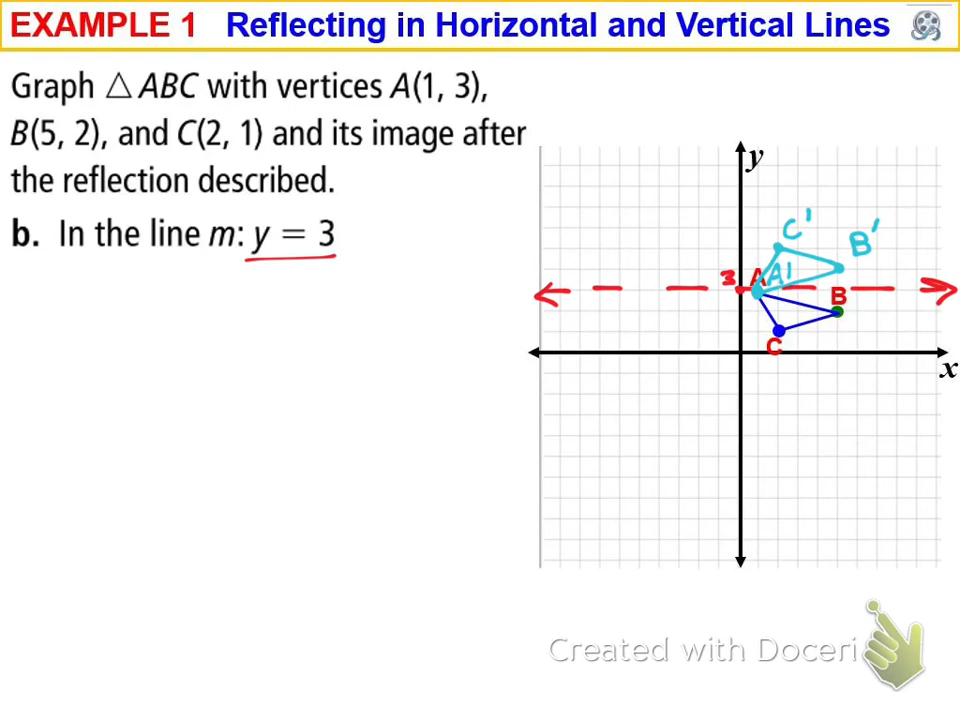 EXAMPLE 1 Reflecting in Horizontal and Vertical Lines
Graph △ABC with vertices A(1, 3),
B(5, 2), and C(2, 1) and its image after
the reflection described.
b. In the line m: y = 3
y
C'
B'
3 A A'
B
C
x
Created with Doceri